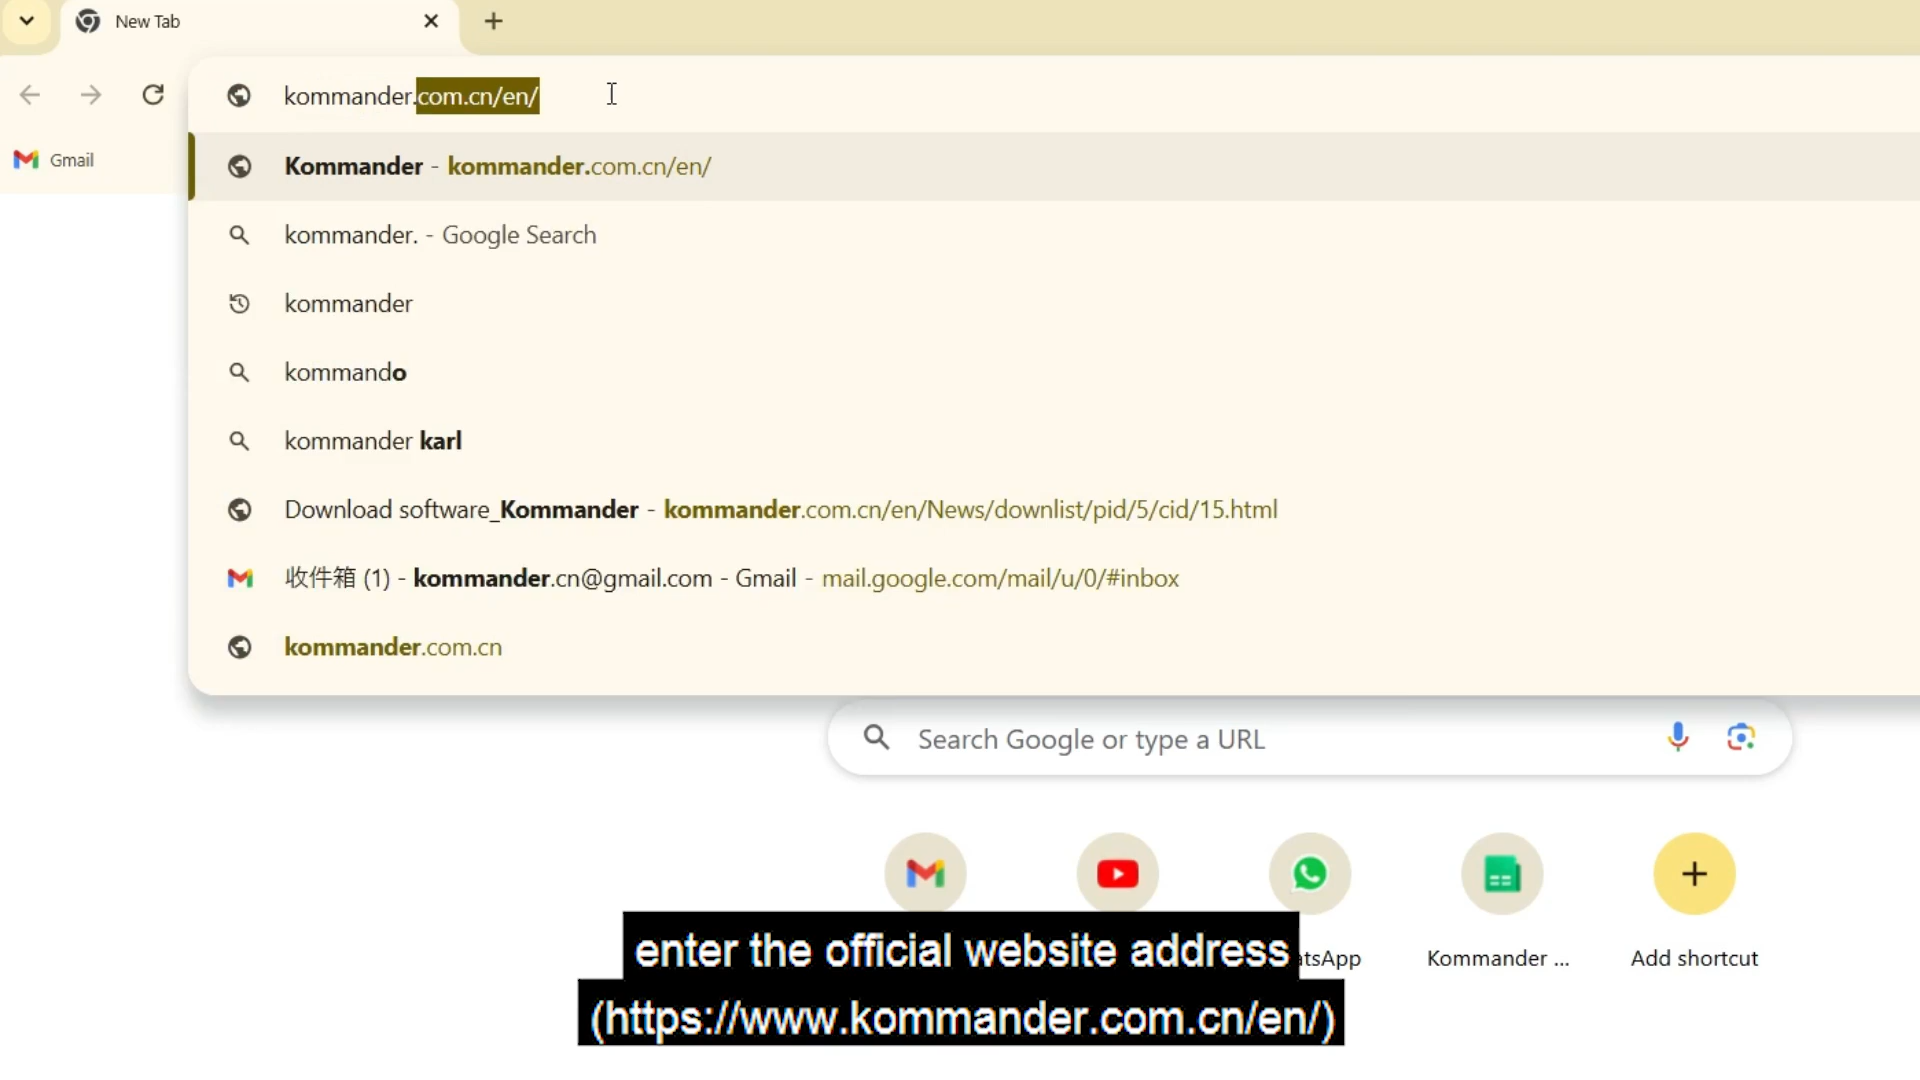 New Tab
kommander.com.cn/en/
Gmail
Kommander - kommander.com.cn/en/
kommander. - Google Search
kommander
kommando
kommander karl
Download software_Kommander - kommander.com.cn/en/News/downlist/pid/5/cid/15.html
收件箱 (1) - kommander.cn@gmail.com - Gmail - mail.google.com/mail/u/0/#inbox
kommander.com.cn
Search Google or type a URL
atsApp
Kommander ...
Add shortcut
enter the official website address
(https://www.kommander.com.cn/en/)